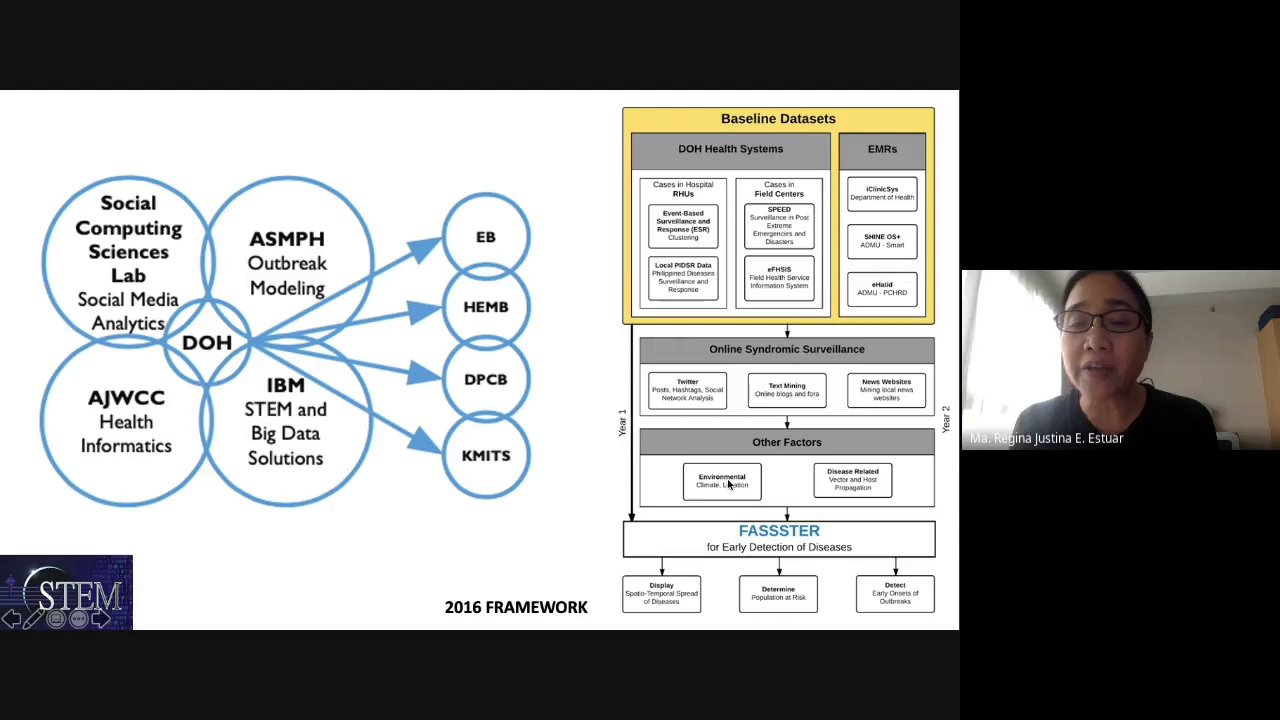 Social
Computing
Sciences
Lab
Social Media
Analytics
ASMPH
Outbreak
Modeling
DOH
AJWCC
Health
Informatics
IBM
STEM and
Big Data
Solutions
EB
HEMB
DPCB
KMITS
STEM
2016 FRAMEWORK
Baseline Datasets
DOH Health Systems
Cases in Hospital
RHUs
Event-Based
Surveillance and
Response (ESR)
Clustering
Local PIDSR Data
Philippined Diseases
Surveillance and
Response
Cases in
Field Centers
SPEED
Surveillance in Post
Extreme
Emergencies and
Disasters
eFHSIS
Field Health Service
Information System
EMRs
iClinicSys
Department of Health
SHINE OS+
ADMU - Smart
eHatid
ADMU - PCHRD
Online Syndromic Surveillance
Twitter
Posts, Hashtags, Social
Network Analysis
Text Mining
Online blogs and fora
News Websites
Mining local news
websites
Year 1
Year 2
Other Factors
Environmental
Climate, Location
Disease Related
Vector and Host
Propagation
FASSSTER
for Early Detection of Diseases
Display
Spatio-Temporal Spread
of Diseases
Determine
Population at Risk
Detect
Early Onsets of
Outbreaks
Ma. Regina Justina E. Estuar